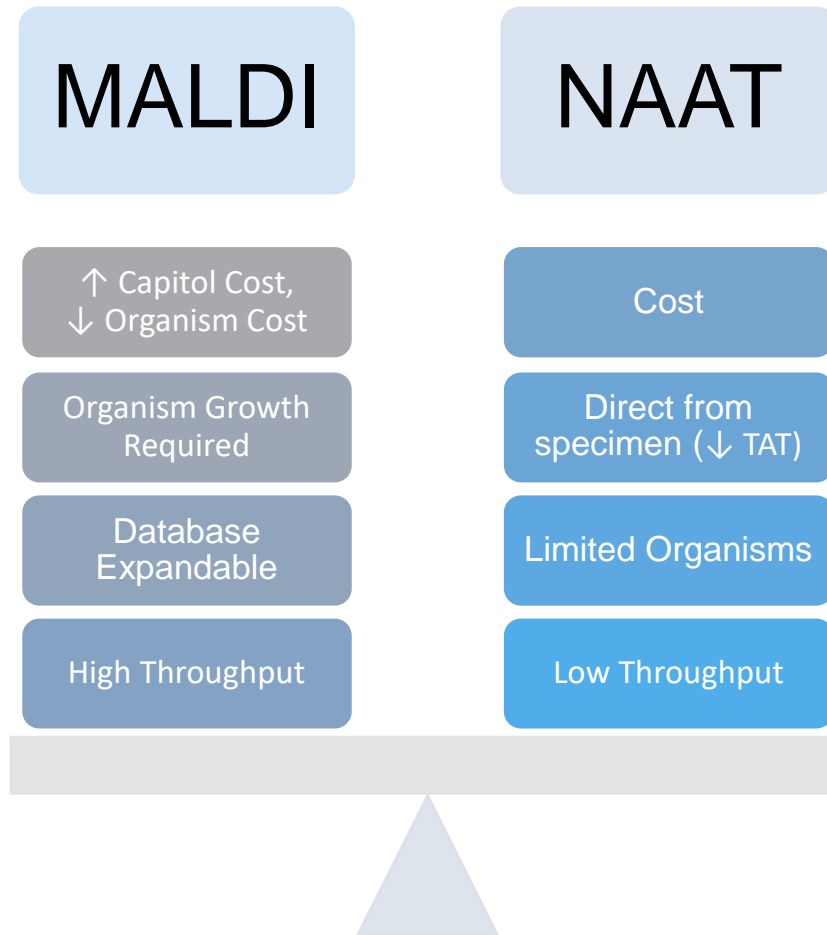 MALDI
↑ Capitol Cost,
↓ Organism Cost
Organism Growth
Required
Database
Expandable
High Throughput
NAAT
Cost
Direct from
specimen (↓ TAT)
Limited Organisms
Low Throughput